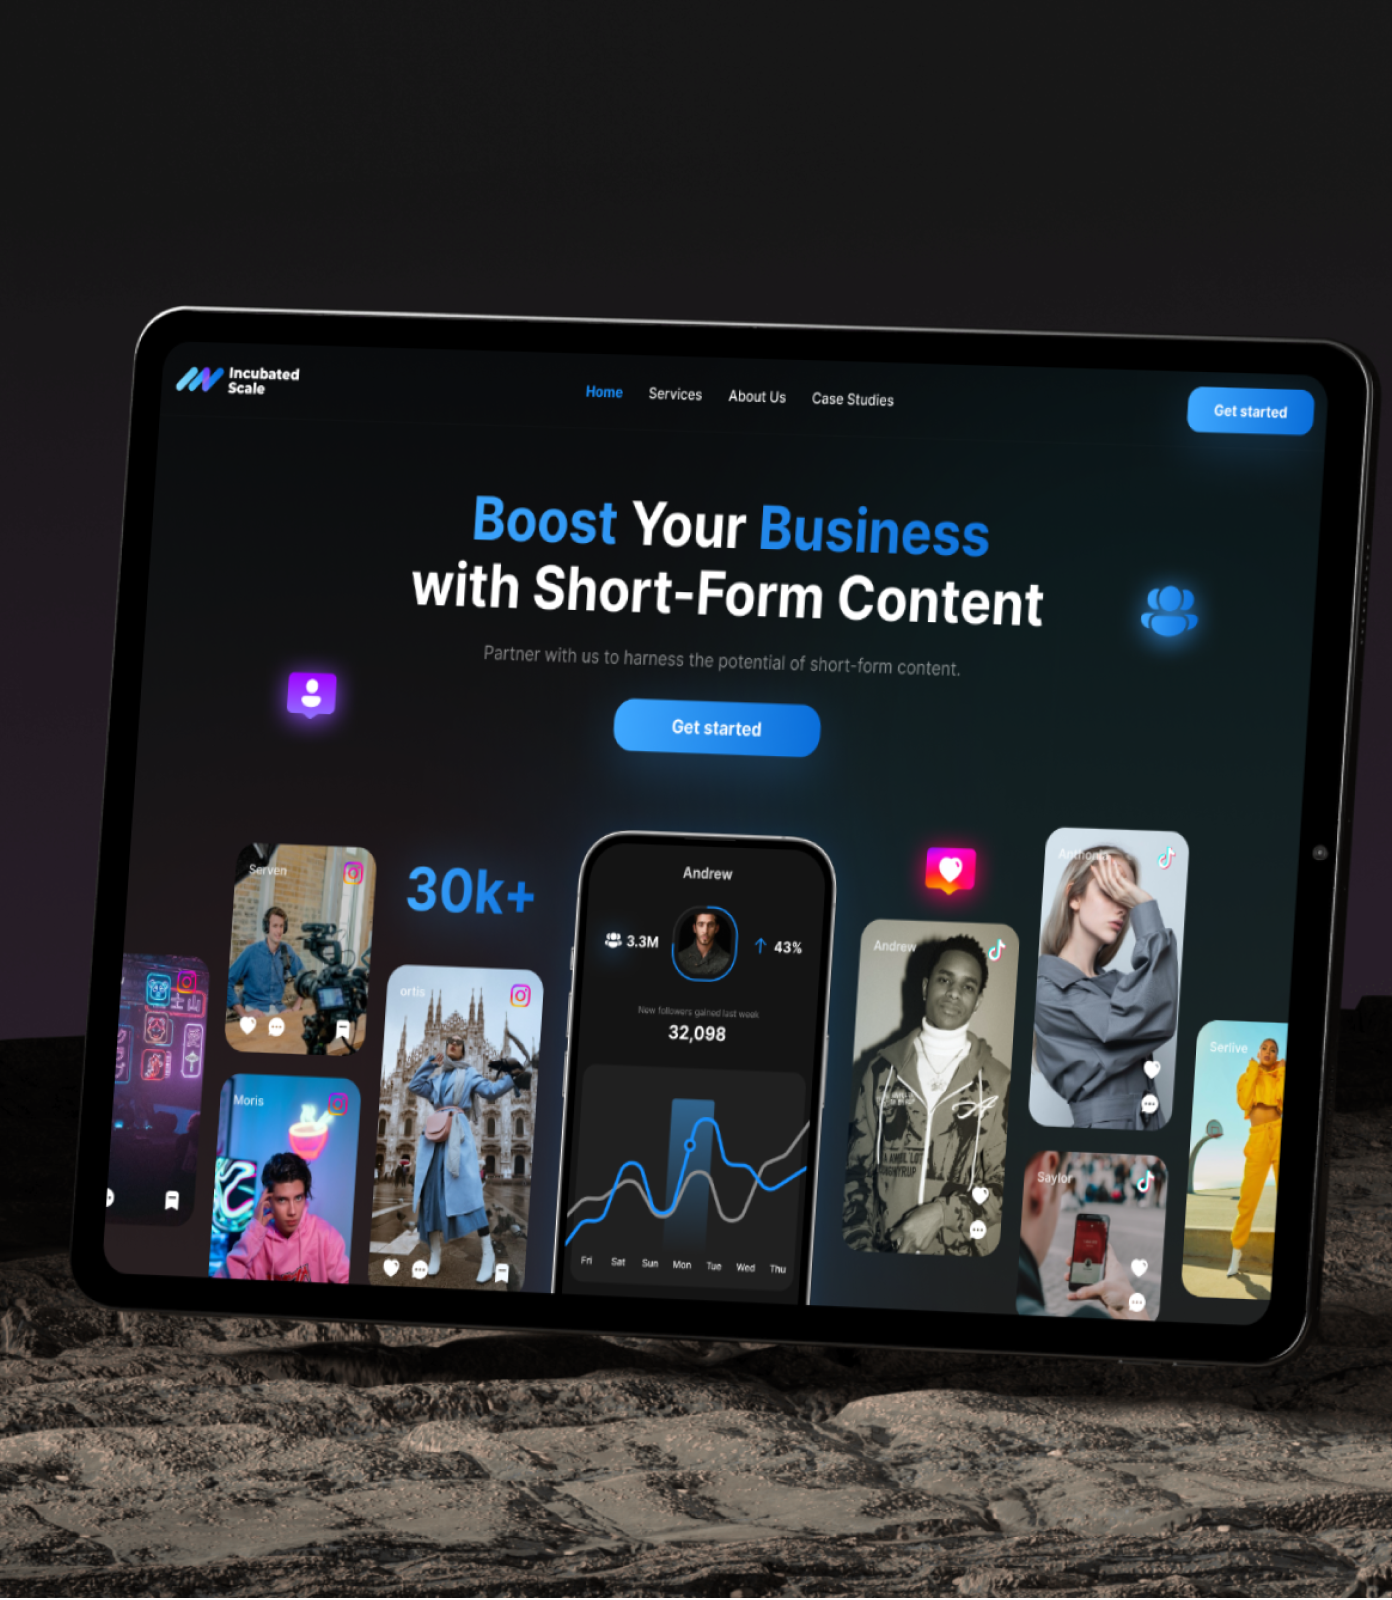 Incubated
Scale
Home
Services
About Us
Case Studies
Get started
Boost Your Business
with Short-Form Content
Partner with us to harness the potential of short-form content.
Get started
Serven
30k+
ortis
Moris
Andrew
3.3M
43%
New followers gained last week
32,098
Fri Sat Sun Mon Tue Wed Thu
Andrew
Saylor
Serlive